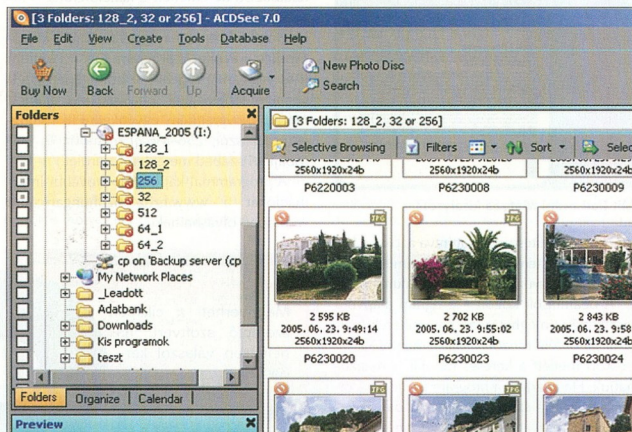 [3 Folders: 128_2, 32 or 256] - ACDSee 7.0
File Edit View Create Tools Database Help
Buy Now Back Forward Up Acquire
New Photo Disc
Search
Folders
ESPANA_2005 (I:)
128_1
128_2
256
32
512
64_1
64_2
cp on 'Backup server (cp
My Network Places
_Leadott
Adatbank
Downloads
Kis programok
teszt
Folders Organize Calendar
Preview
[3 Folders: 128_2, 32 or 256]
Selective Browsing Filters Sort Selec
2560x1920x24b 2560x1920x24b 2560x1920x24b
P6220003 P6230008 P6230009
JPG JPG
2 595 KB 2 702 KB 2 843 KB
2005. 06. 23. 9:49:14 2005. 06. 23. 9:55:02 2005. 06. 23. 9:58
2560x1920x24b 2560x1920x24b 2560x1920x24b
P6230020 P6230023 P6230024
JPG JPG